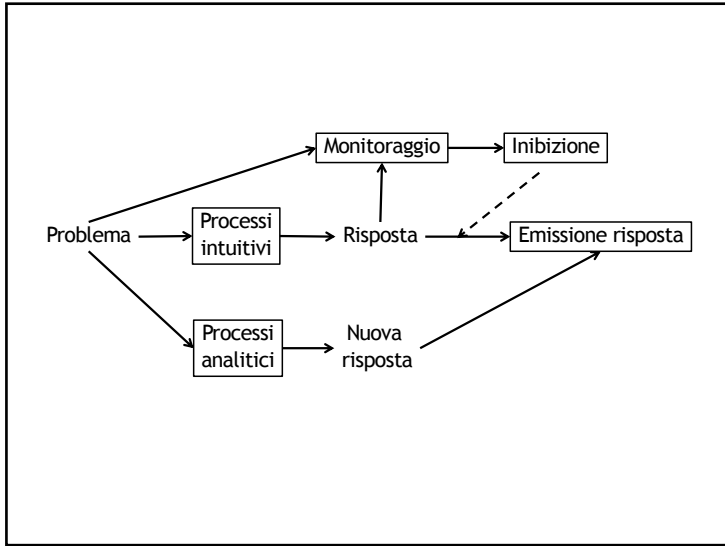 Monitoraggio
Inibizione
Problema
Processi
intuitivi
Risposta
Emissione risposta
Processi
analitici
Nuova
risposta